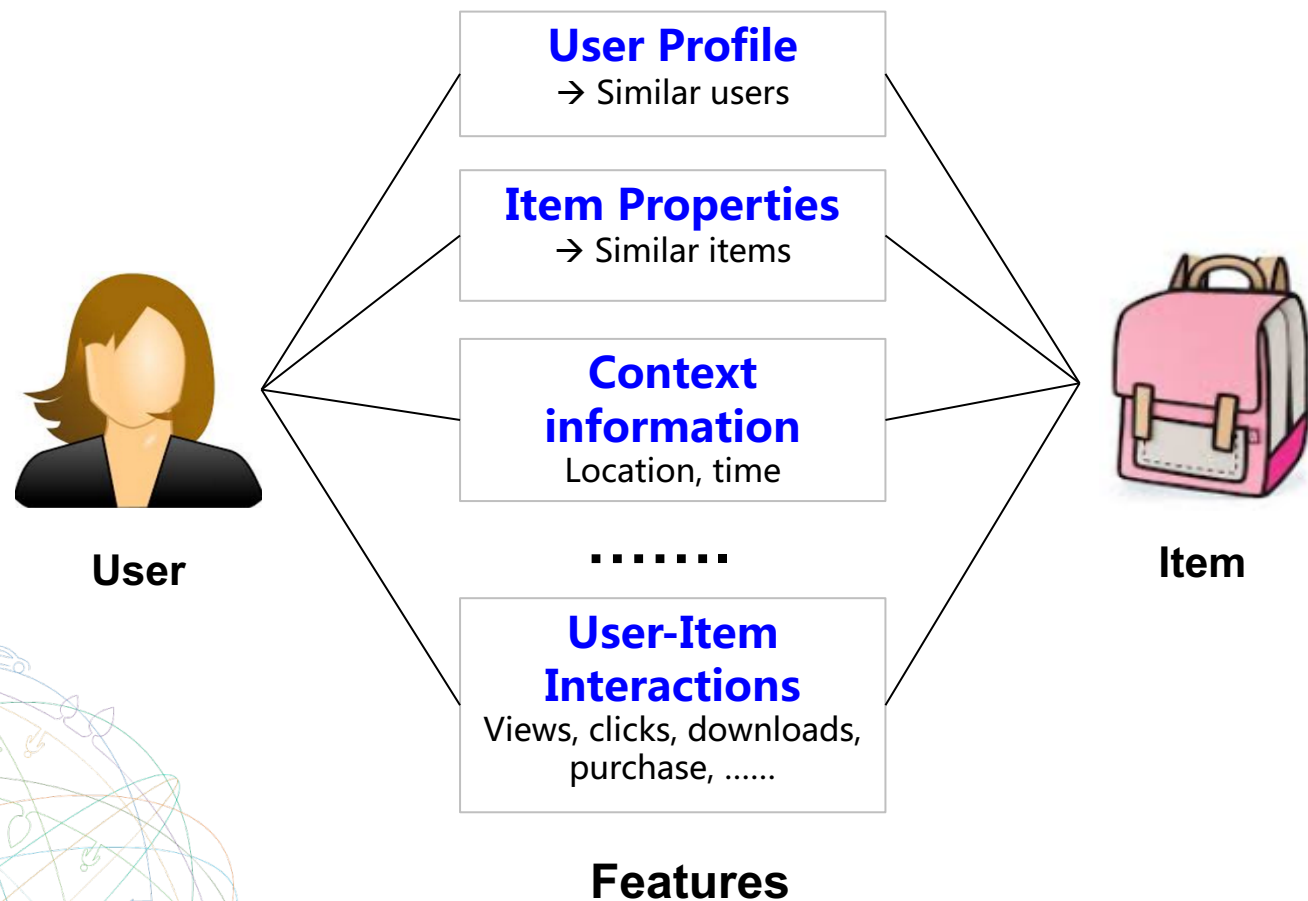 User Profile
→ Similar users
Item Properties
→ Similar items
Context
information
Location, time
.......
User-Item
Interactions
Views, clicks, downloads,
purchase, ......
User
Item
Features